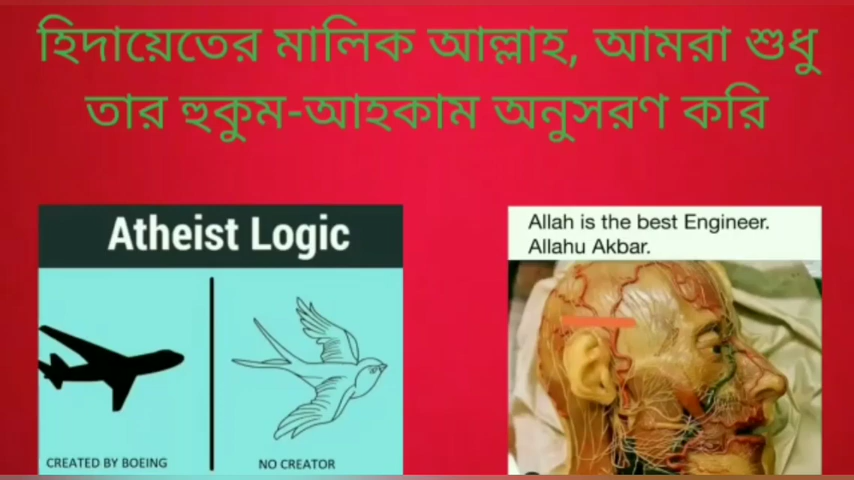 হিদায়েতের মালিক আল্লাহ, আমরা শুধু
তার হুকুম-আহকাম অনুসরণ করি
Atheist Logic
CREATED BY BOEING
NO CREATOR
Allah is the best Engineer.
Allahu Akbar.